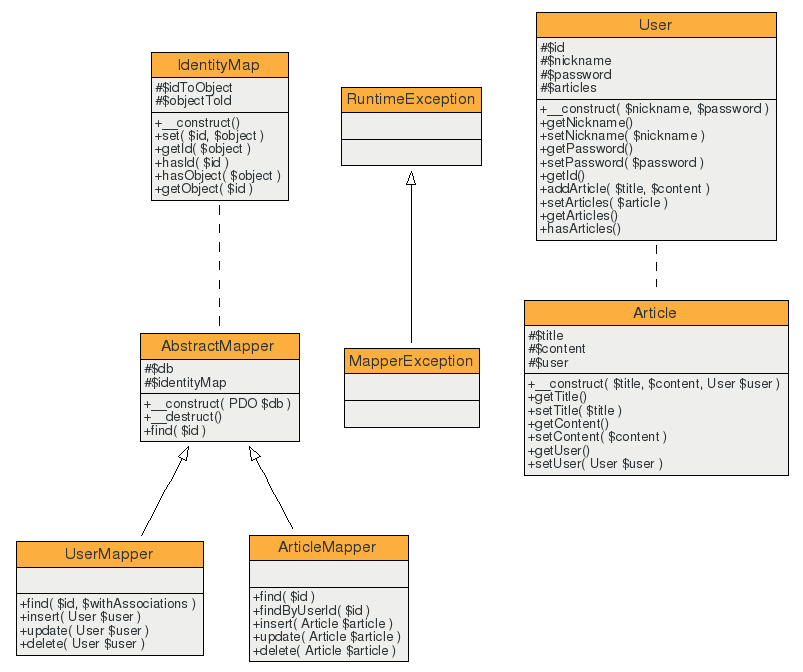 IdentityMap
#$idToObject
#$objectToId
+__construct()
+set( $id, $object )
+getId( $object )
+hasId( $id )
+hasObject( $object )
+getObject( $id )
RuntimeException
User
#$id
#$nickname
#$password
#$articles
+__construct( $nickname, $password )
+getNickname()
+setNickname( $nickname )
+getPassword()
+setPassword( $password )
+getId()
+addArticle( $title, $content )
+setArticles( $article )
+getArticles()
+hasArticles()
AbstractMapper
#$db
#$identityMap
+__construct( PDO $db )
+__destruct()
+find( $id )
MapperException
Article
#$title
#$content
#$user
+__construct( $title, $content, User $user )
+getTitle()
+setTitle( $title )
+getContent()
+setContent( $content )
+getUser()
+setUser( User $user )
UserMapper
+find( $id, $withAssociations )
+insert( User $user )
+update( User $user )
+delete( User $user )
ArticleMapper
+find( $id )
+findByUserId( $id )
+insert( Article $article )
+update( Article $article )
+delete( Article $article )